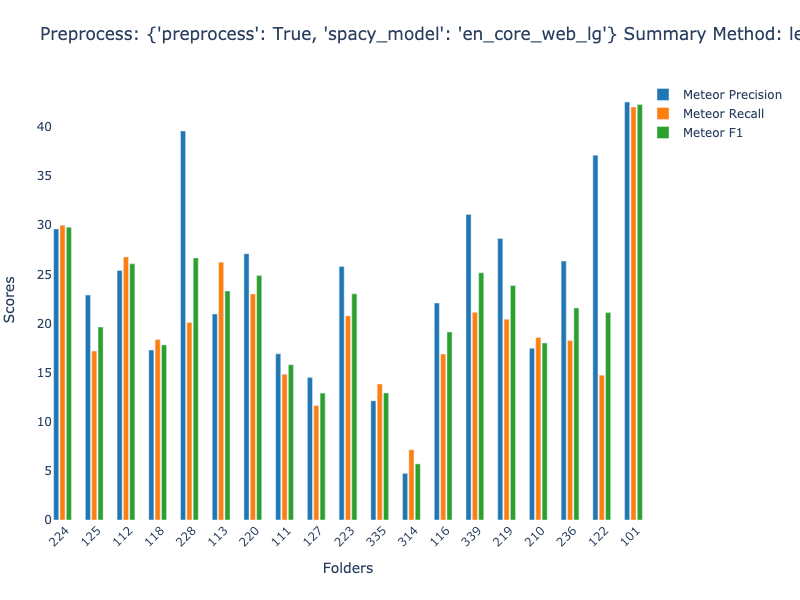 Preprocess: {'preprocess': True, 'spacy_model': 'en_core_web_lg'} Summary Method: le
Meteor Precision
Meteor Recall
Meteor F1
40
35
30
25
20
15
10
5
0
Scores
224 125 112 118 228 113 220 111 127 223 335 314 116 339 219 210 236 122 101
Folders